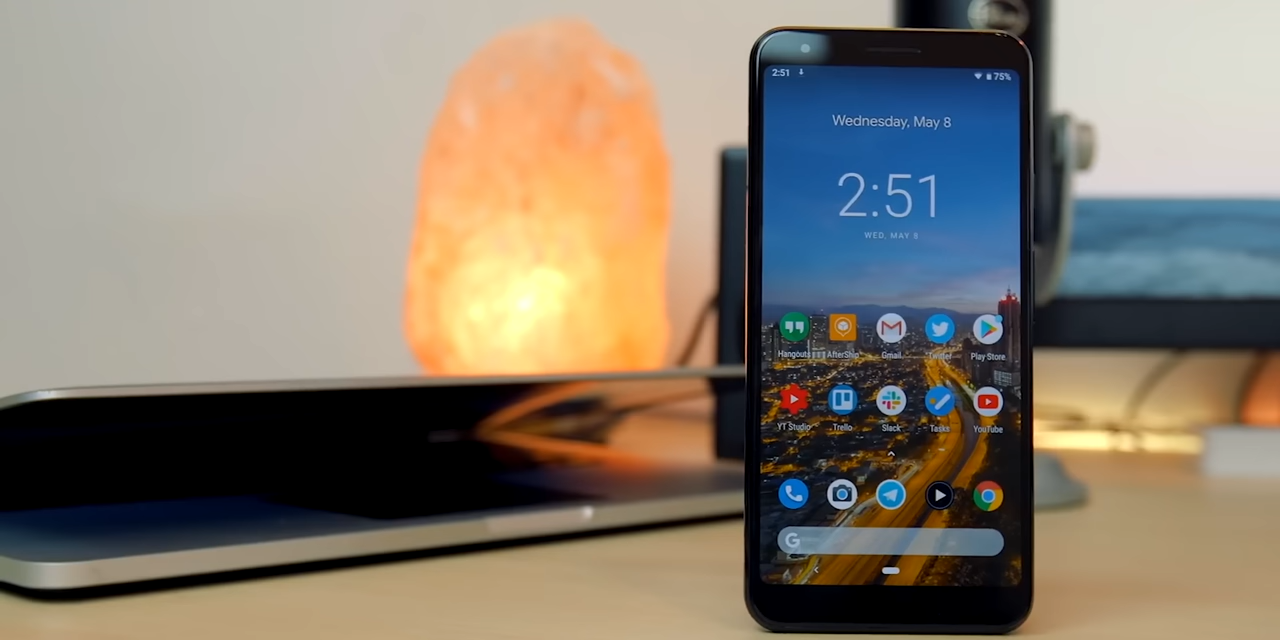 2:51
75%
Wednesday, May 8
2:51
WED, MAY 8
Hangouts AfterShip Gmail Twitter Play Store
YT Studio Trello Slack Tasks YouTube
G